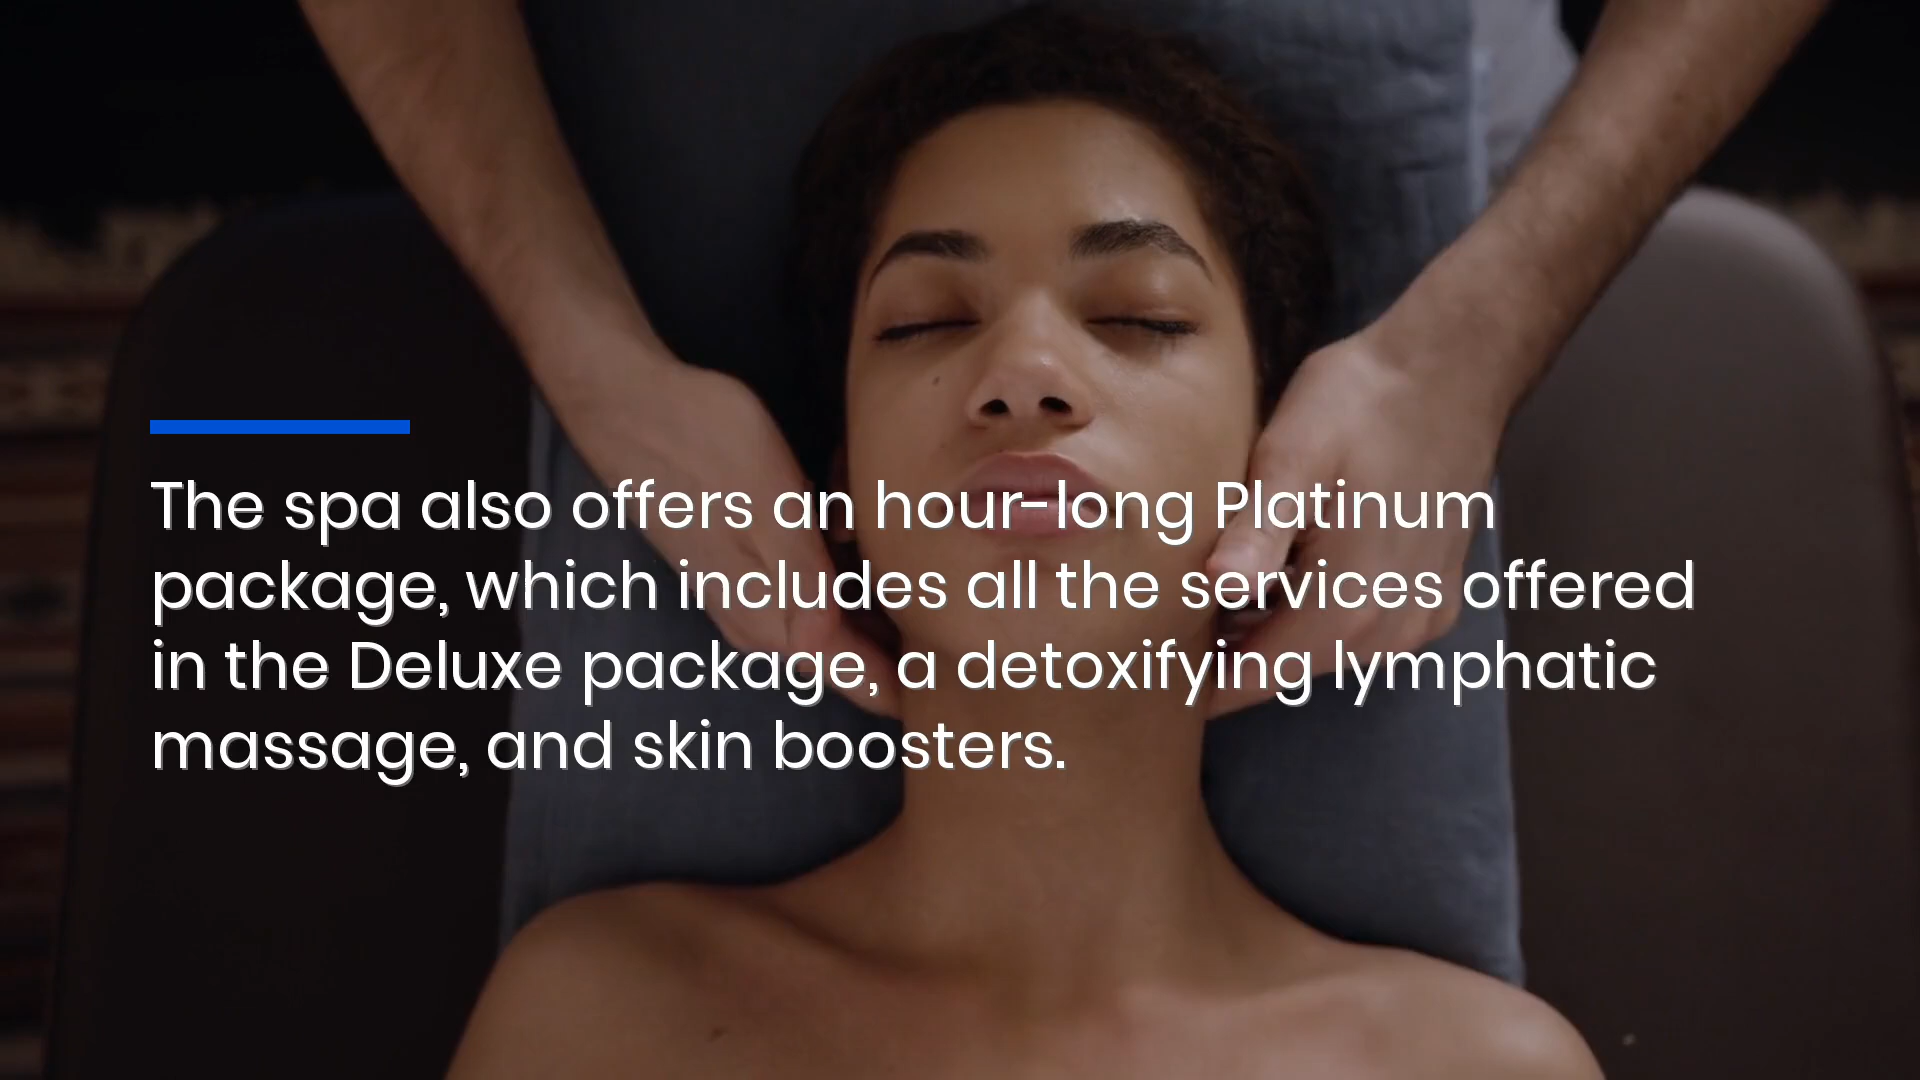 The spa also offers an hour-long Platinum
package, which includes all the services offered
in the Deluxe package, a detoxifying lymphatic
massage, and skin boosters.